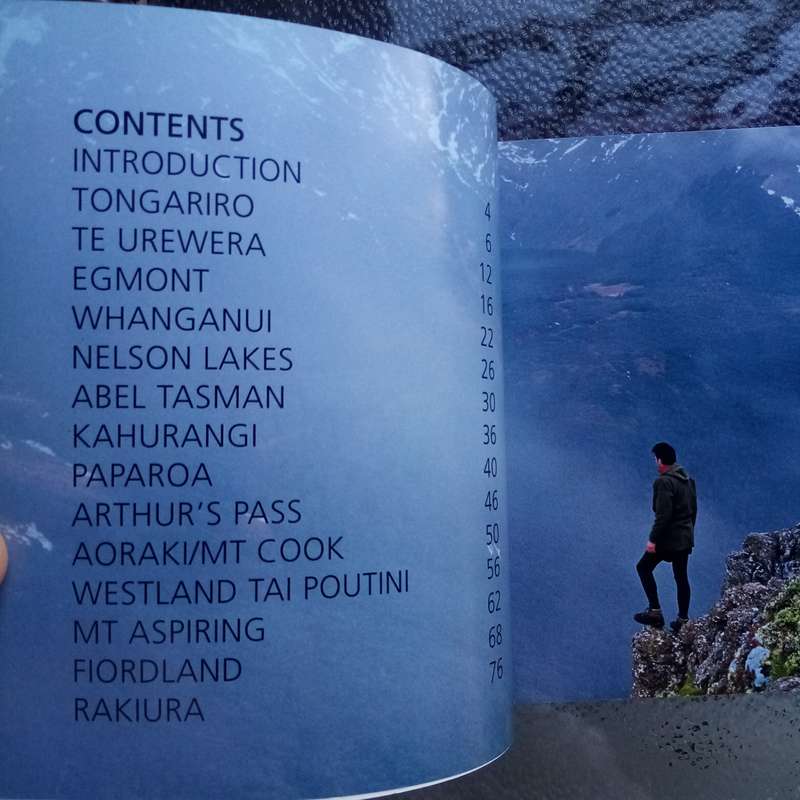 CONTENTS
INTRODUCTION 4
TONGARIRO 6
TE UREWERA 12
EGMONT 16
WHANGANUI 22
NELSON LAKES 26
ABEL TASMAN 30
KAHURANGI 36
PAPAROA 40
ARTHUR'S PASS 46
AORAKI/MT COOK 50
WESTLAND TAI POUTINI 56
MT ASPIRING 62
FIORDLAND 68
RAKIURA 76